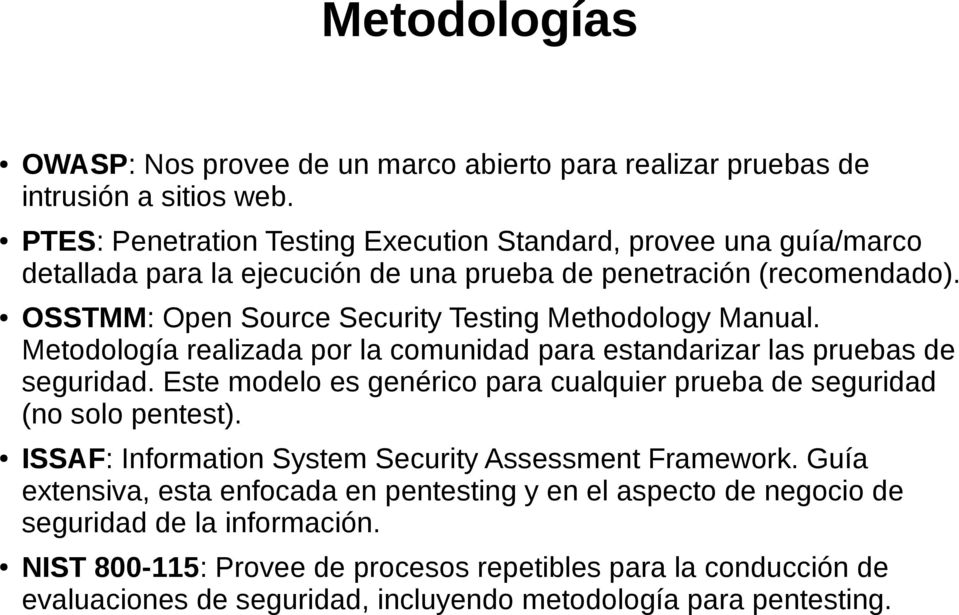 Metodologías
• OWASP: Nos provee de un marco abierto para realizar pruebas de
intrusión a sitios web.
• PTES: Penetration Testing Execution Standard, provee una guía/marco
detallada para la ejecución de una prueba de penetración (recomendado).
• OSSTMM: Open Source Security Testing Methodology Manual.
Metodología realizada por la comunidad para estandarizar las pruebas de
seguridad. Este modelo es genérico para cualquier prueba de seguridad
(no solo pentest).
• ISSAF: Information System Security Assessment Framework. Guía
extensiva, esta enfocada en pentesting y en el aspecto de negocio de
seguridad de la información.
• NIST 800-115: Provee de procesos repetibles para la conducción de
evaluaciones de seguridad, incluyendo metodología para pentesting.